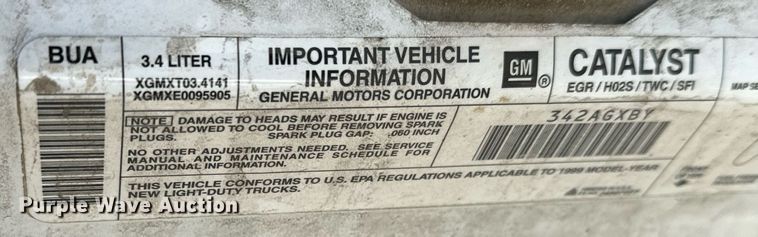 BUA
3.4 LITER
XGMXT03.4141
XGMXE0095905
IMPORTANT VEHICLE
INFORMATION
GENERAL MOTORS CORPORATION
GM ®
CATALYST
EGR / H02S / TWC / SFI
MAP SE
NOTE DAMAGE TO HEADS MAY RESULT IF ENGINE IS
NOT ALLOWED TO COOL BEFORE REMOVING SPARK
PLUGS. SPARK PLUG GAP: .060 INCH
NO OTHER ADJUSTMENTS NEEDED. SEE SERVICE
MANUAL AND MAINTENANCE SCHEDULE FOR
ADDITIONAL INFORMATION.
342AGXBY
THIS VEHICLE CONFORMS TO U.S. EPA REGULATIONS APPLICABLE TO 1999 MODEL-YEAR
NEW LIGHT-DUTY TRUCKS.
Purple Wave Auction